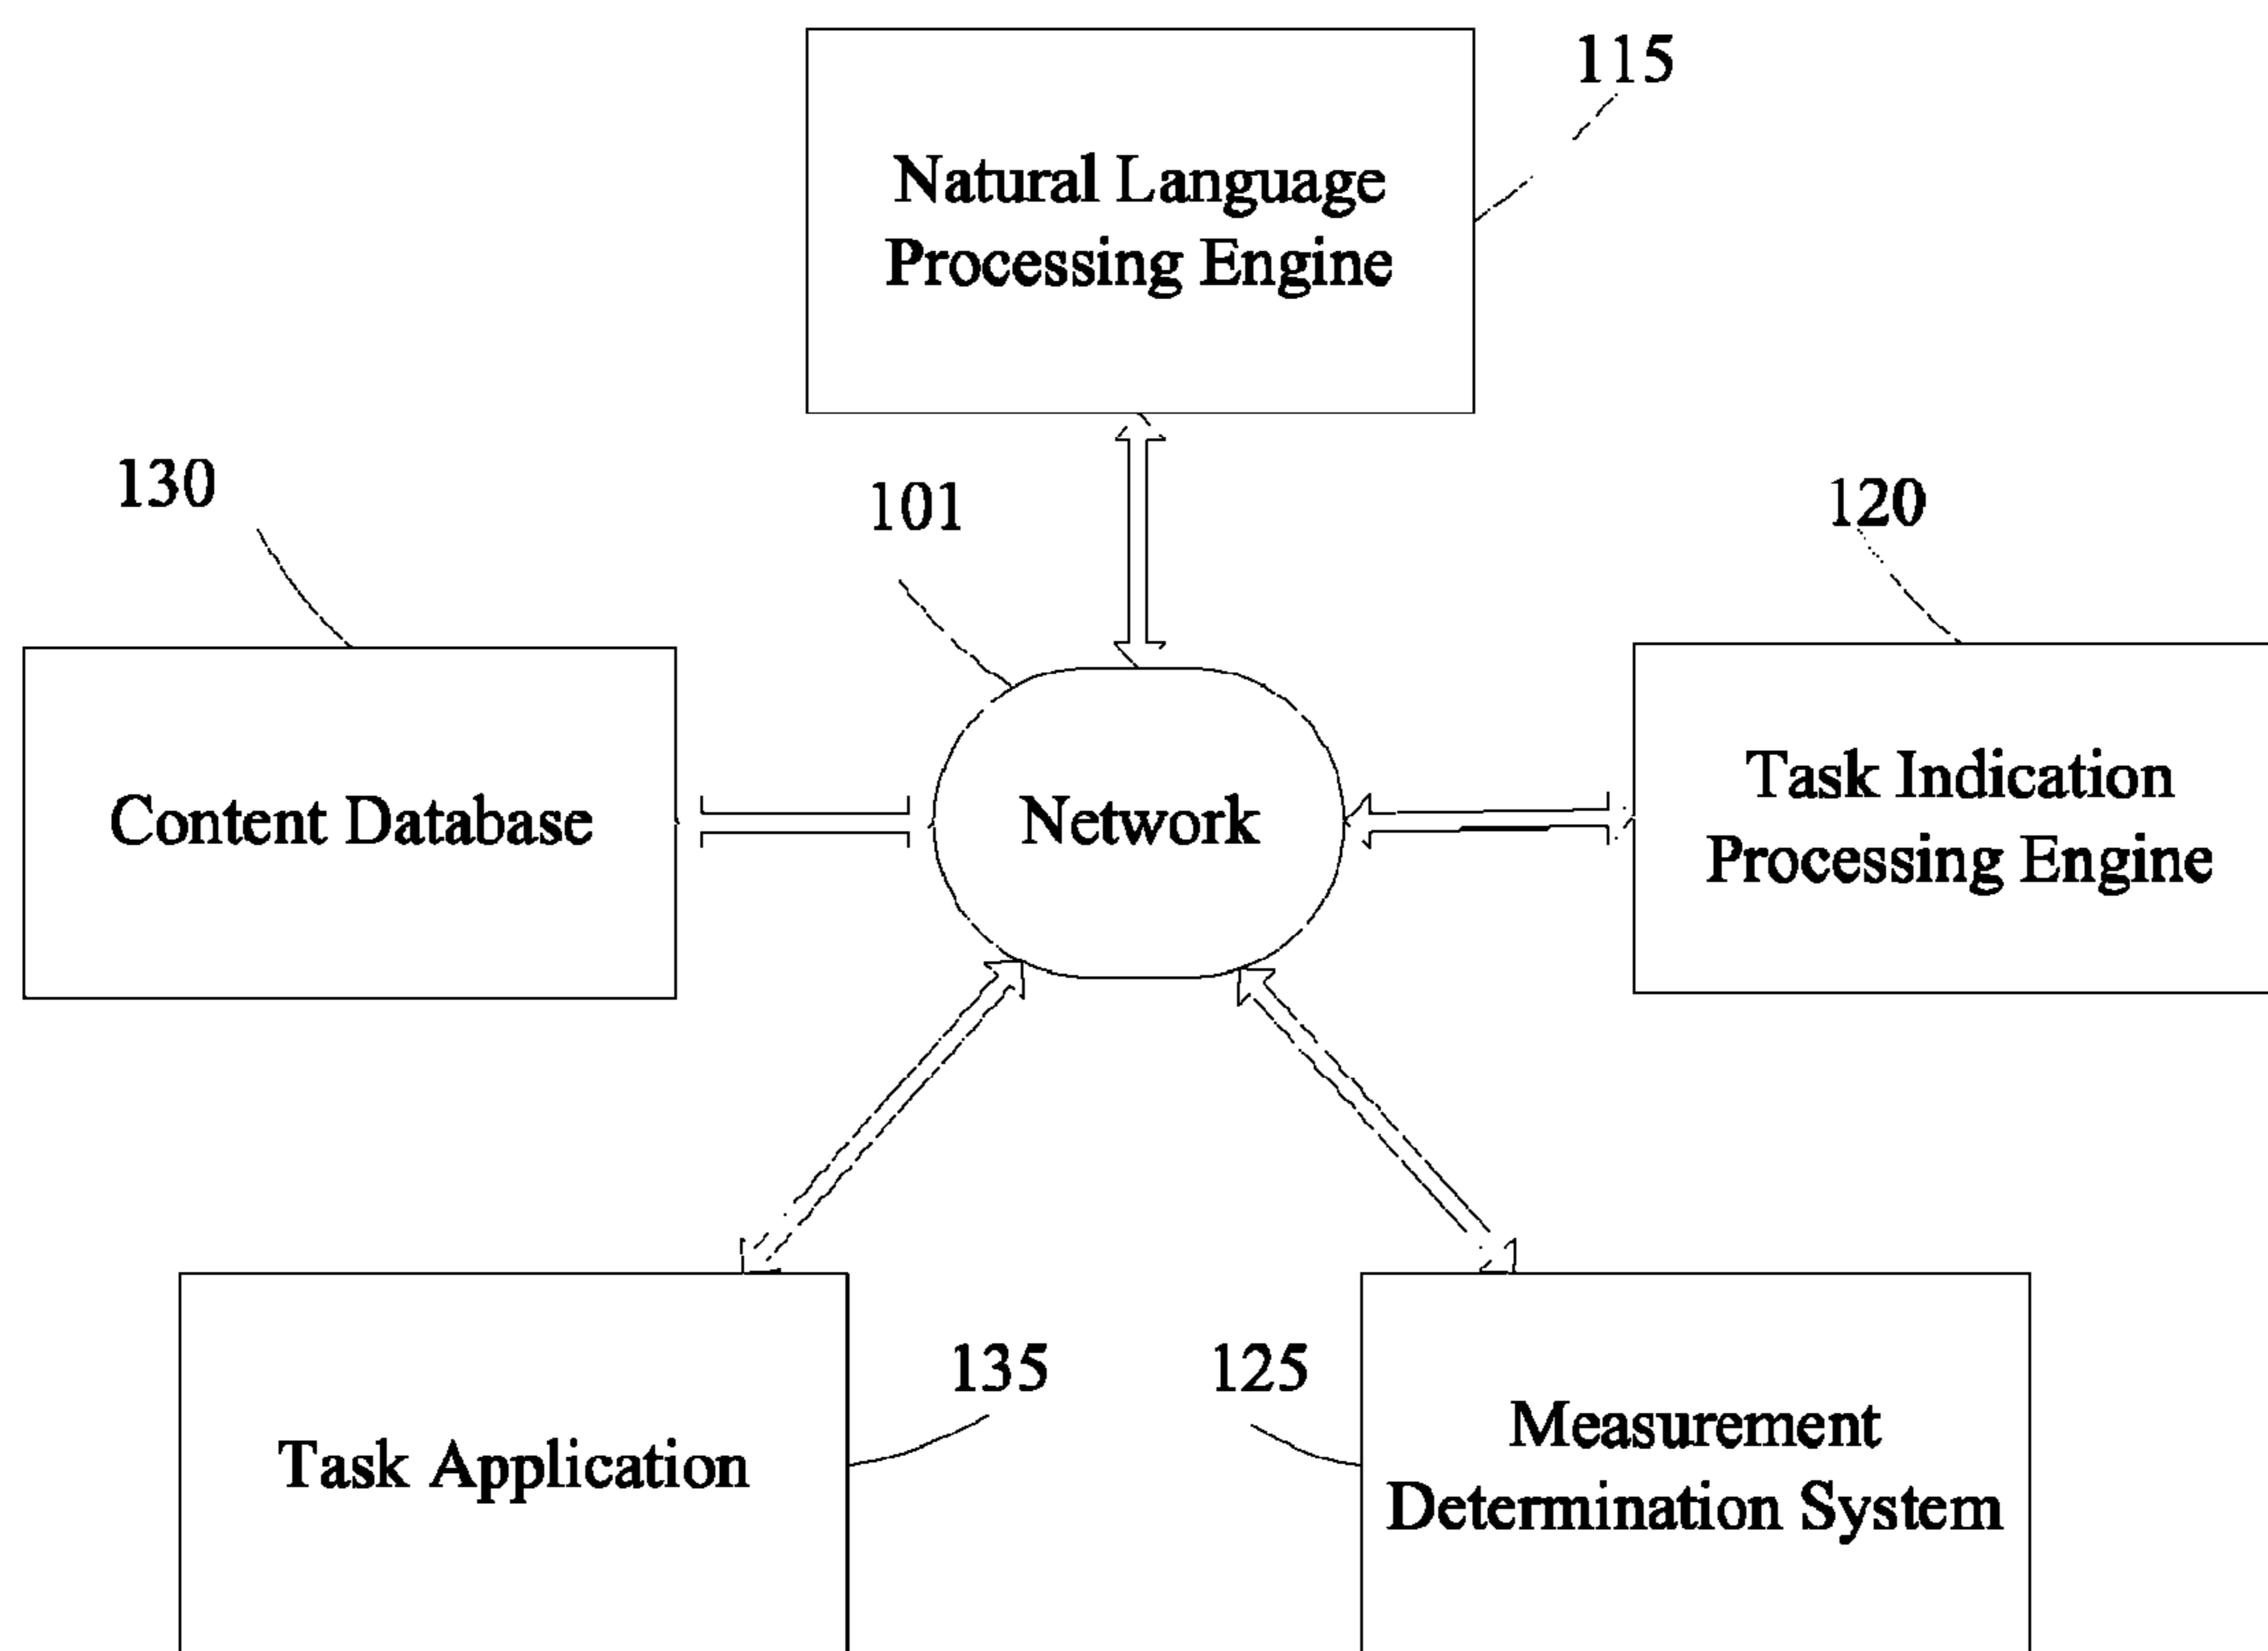 115
Natural Language
Processing Engine
130
101
120
Content Database
Network
Task Indication
Processing Engine
135
125
Task Application
Measurement
Determination System